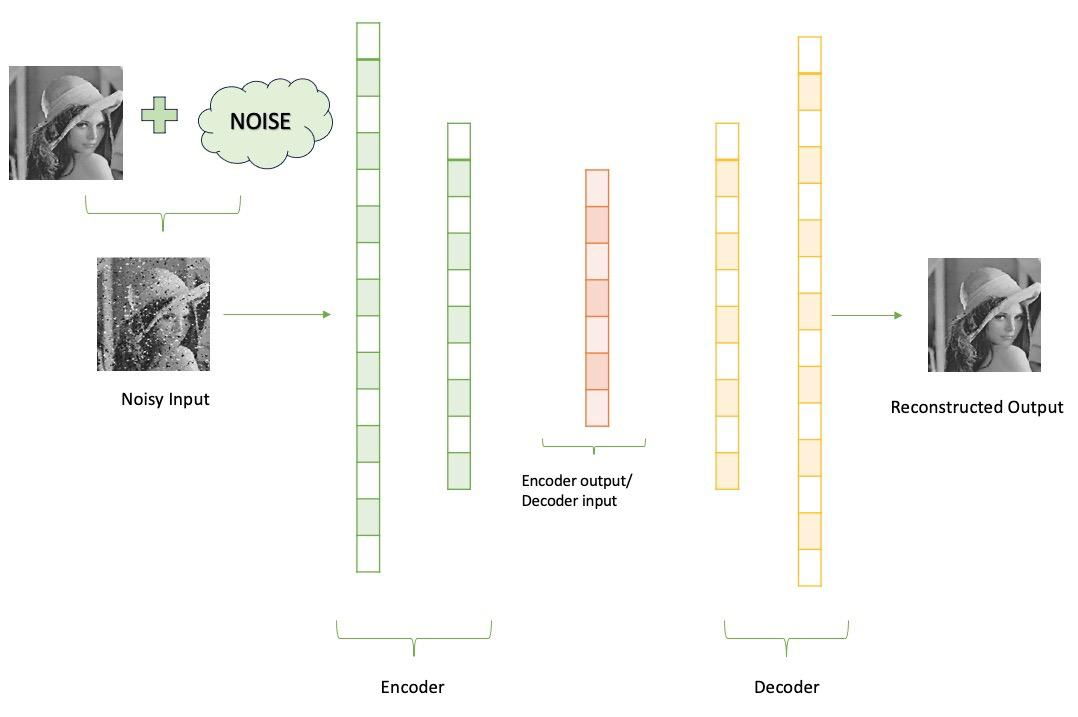 NOISE
Noisy Input
Encoder output/
Decoder input
Reconstructed Output
Encoder
Decoder